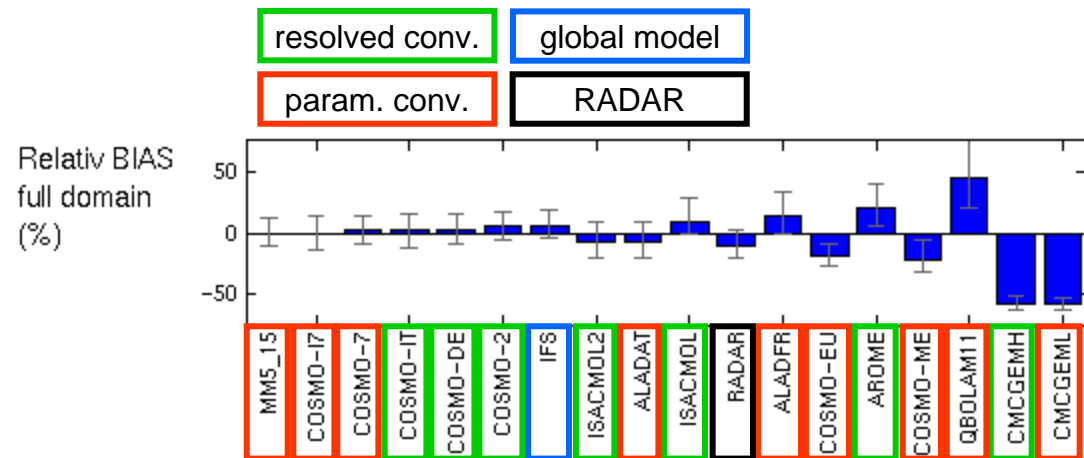 resolved conv. global model
param. conv. RADAR
Relativ BIAS
full domain
(%)
50
0
−50
MM5_15
COSMO−I7
COSMO−7
COSMO−IT
COSMO−DE
COSMO−2
IFS
ISACMOL2
ALADAT
ISACMOL
RADAR
ALADFR
COSMO−EU
AROME
COSMO−ME
QBOLAM11
CMCGEMH
CMCGEML